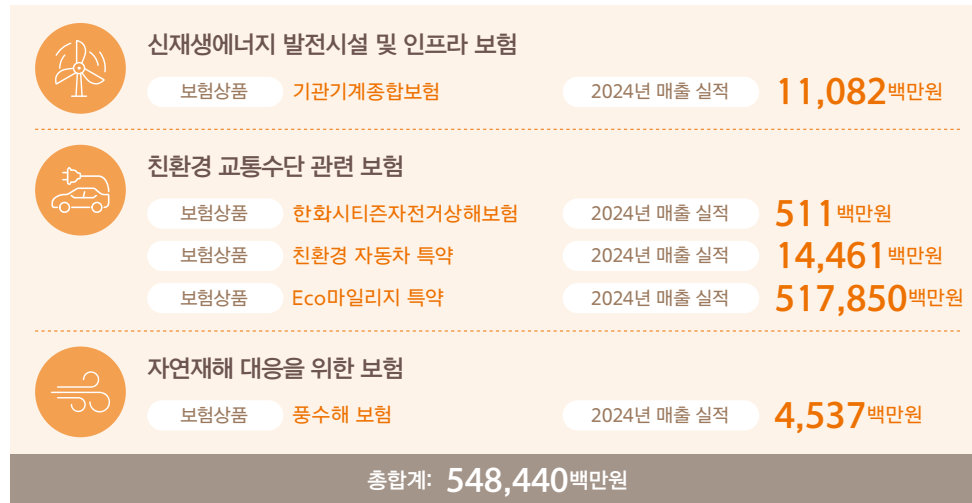 신재생에너지 발전시설 및 인프라 보험
보험상품 기관기계종합보험 2024년 매출 실적 11,082백만원
친환경 교통수단 관련 보험
보험상품 한화시티즌자전거상해보험 2024년 매출 실적 511백만원
보험상품 친환경 자동차 특약 2024년 매출 실적 14,461백만원
보험상품 Eco마일리지 특약 2024년 매출 실적 517,850백만원
자연재해 대응을 위한 보험
보험상품 풍수해 보험 2024년 매출 실적 4,537백만원
총합계: 548,440백만원